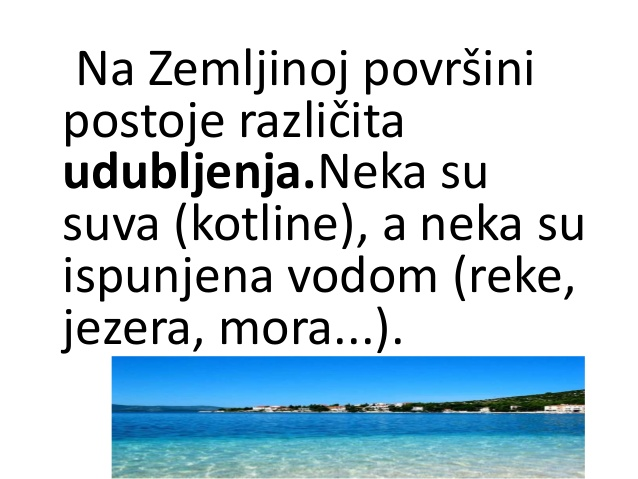 Na Zemljinoj površini
postoje različita
udubljenja.Neka su
suva (kotline), a neka su
ispunjena vodom (reke,
jezera, mora...).